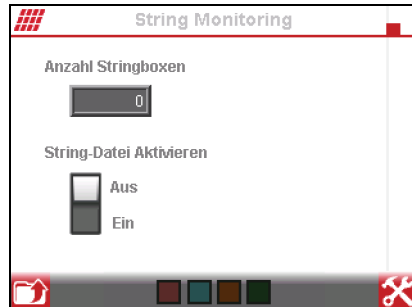 String Monitoring
Anzahl Stringboxen
0
String-Datei Aktivieren
Aus
Ein